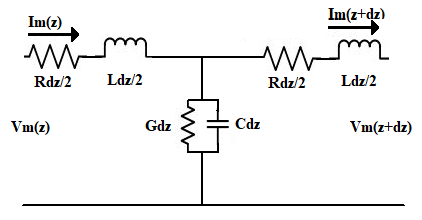 Im(z)
Im(z+dz)
Rdz/2
Ldz/2
Rdz/2
Ldz/2
Vm(z)
Gdz
Cdz
Vm(z+dz)